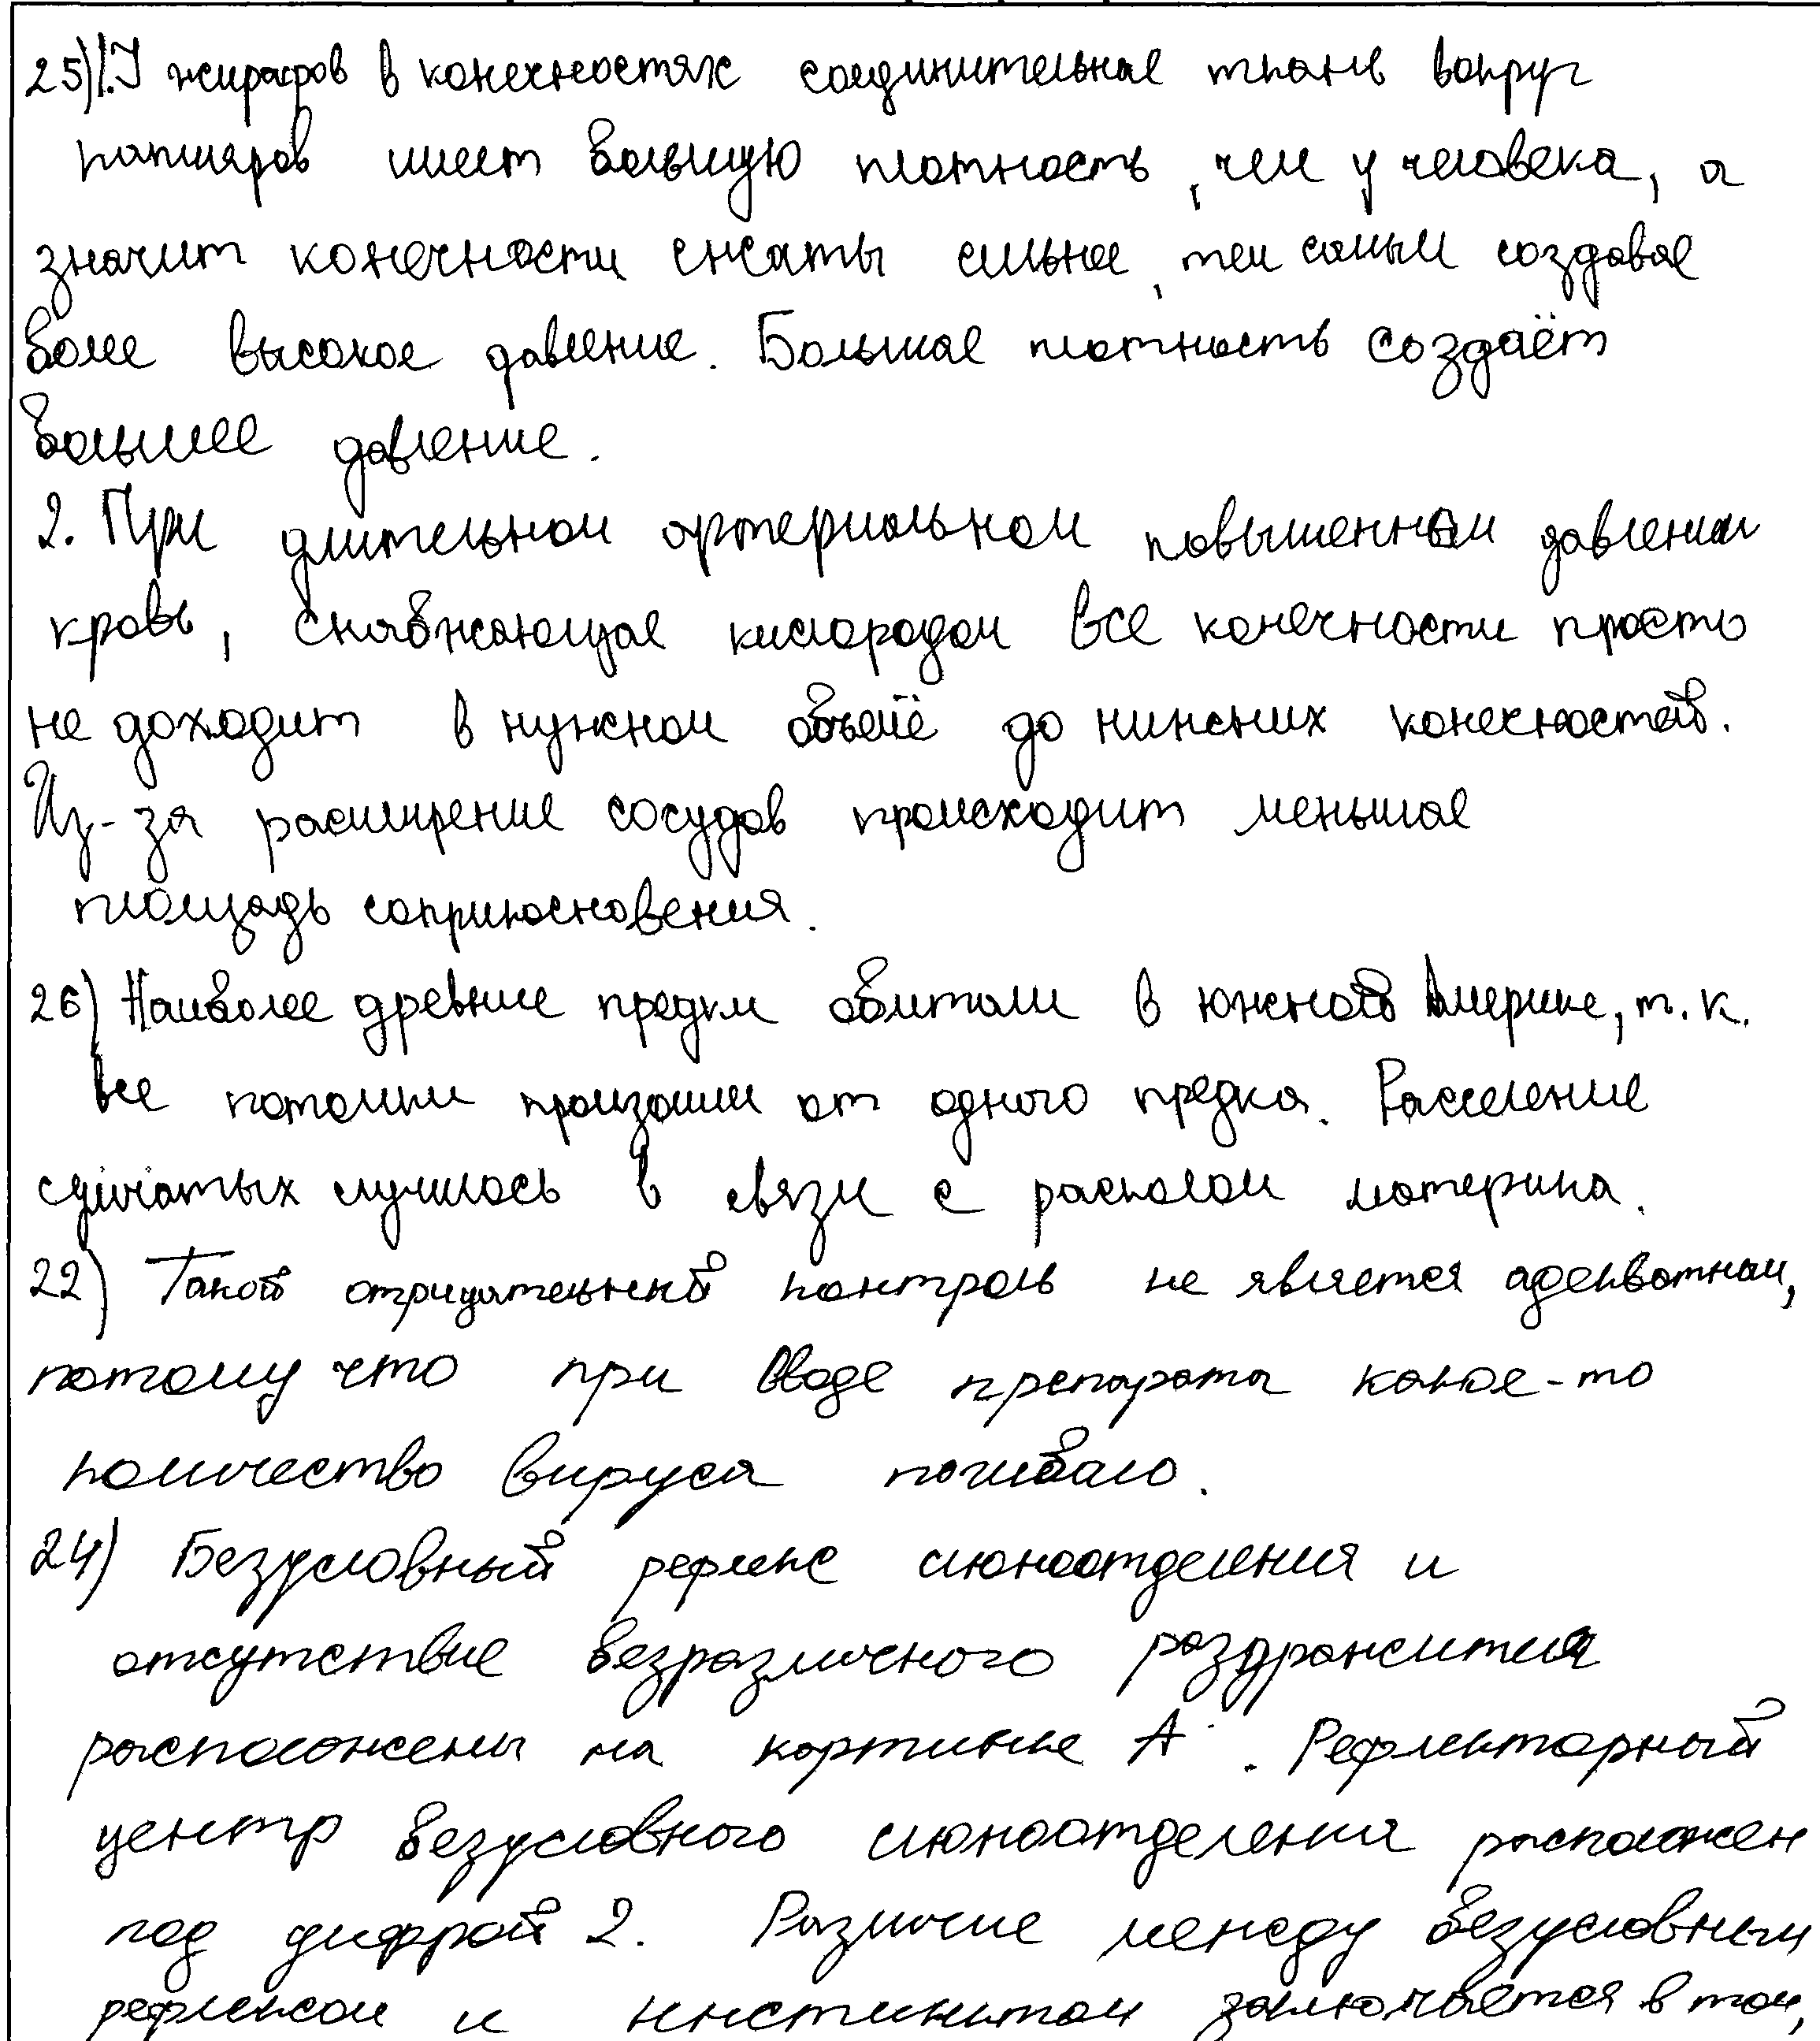 25) 1. У жирафов в конечностях соединительная ткань вокруг
капиляров имеет большую плотность, чем у человека, а
значит конечности сжаты сильнее, тем самым создавая
более высокое давление. Большая плотность создаёт
большее давление.
2. При длительном артериальном повышенном давлении
кровь, снабжающая кислородом все конечности просто
не доходит в нужном объёме до нижних конечностей.
Из-за расширение сосудов происходит меньшая
площадь соприкосновения.
26) Наиболее древние предки обитали в южной Америке, т.к.
все потомки произошли от одного предка. Расселение
сумчатых случилось в связи с расколом материка.
22) Такой отрицательный контроль не является адекватным,
потому что при вводе препарата какое-то
количество вируса погибало.
24) Безусловный рефлекс слюноотделения и
отсутствие безразличного раздражителя
расположены на картинке А. Рефлекторный
центр безусловного слюноотделения расположен
под цифрой 2. Различие между безусловным
рефлексом и инстинктом заключается в том,